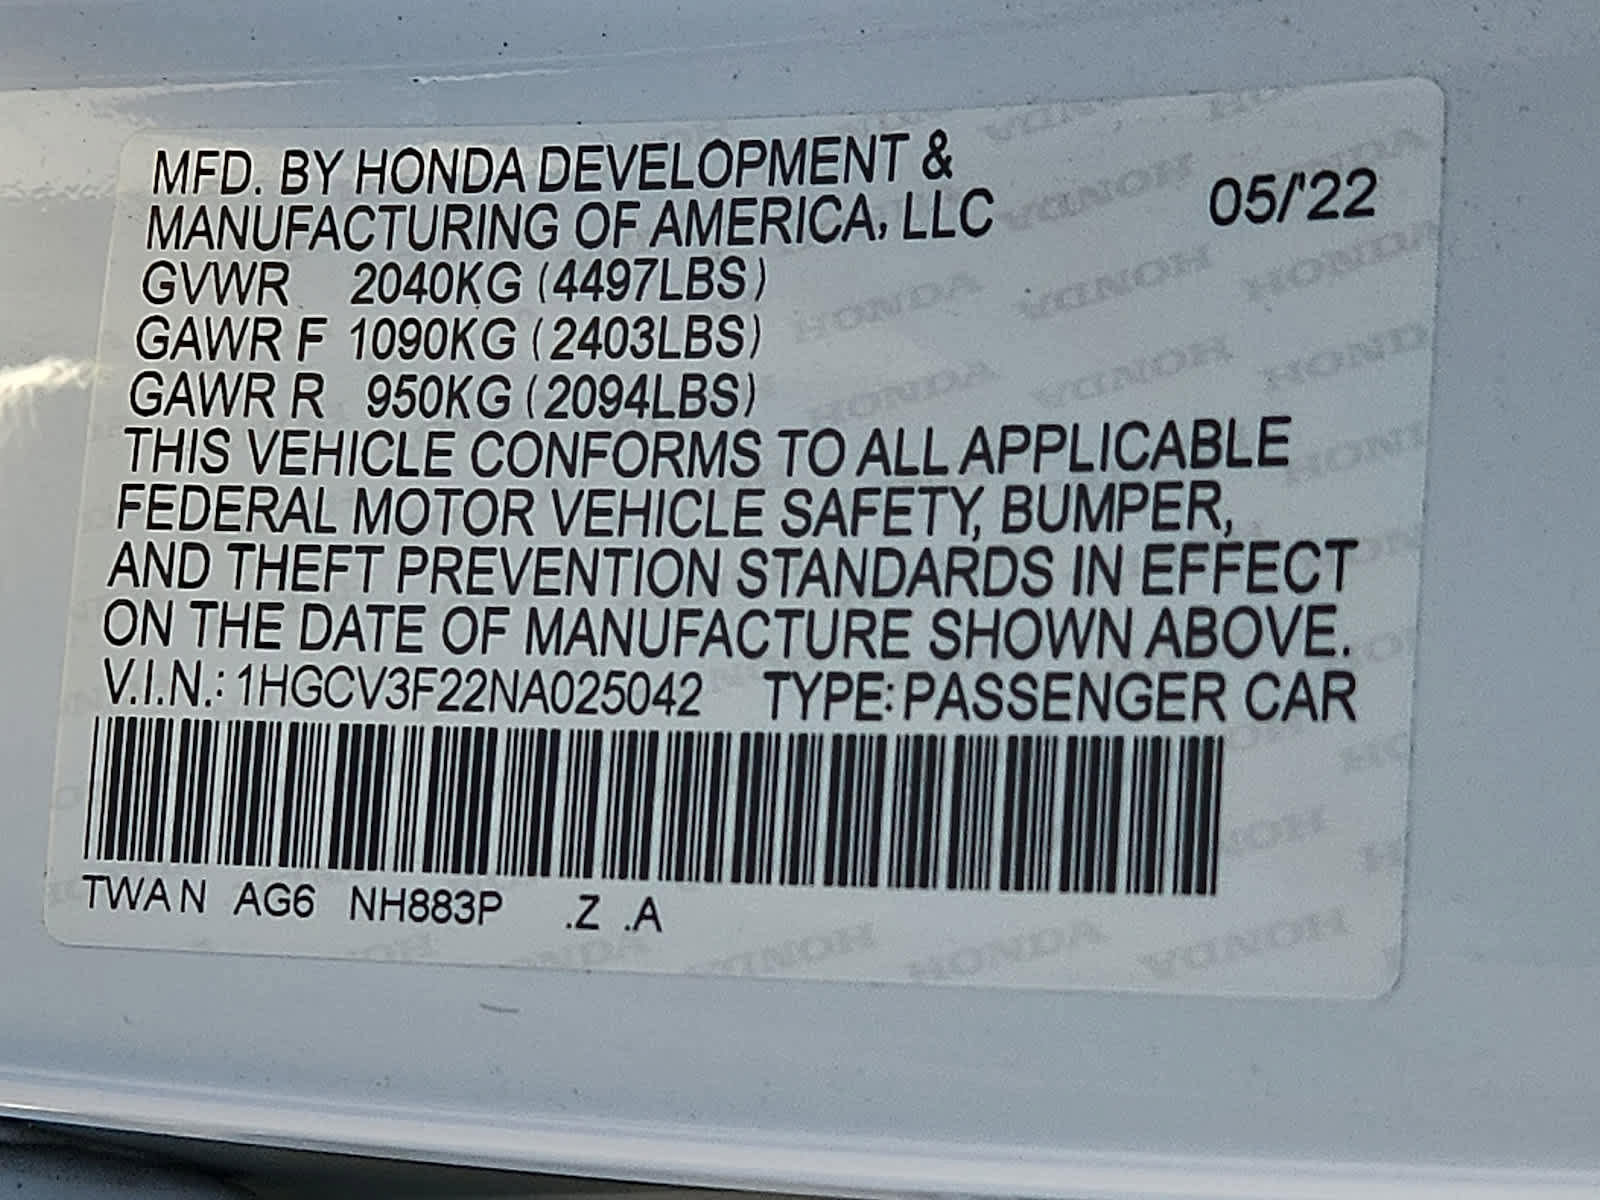 MFD. BY HONDA DEVELOPMENT &
MANUFACTURING OF AMERICA, LLC 05/'22
GVWR 2040KG (4497LBS)
GAWR F 1090KG (2403LBS)
GAWR R 950KG (2094LBS)
THIS VEHICLE CONFORMS TO ALL APPLICABLE
FEDERAL MOTOR VEHICLE SAFETY, BUMPER,
AND THEFT PREVENTION STANDARDS IN EFFECT
ON THE DATE OF MANUFACTURE SHOWN ABOVE.
V.I.N.: 1HGCV3F22NA025042 TYPE: PASSENGER CAR
TWAN AG6 NH883P .Z .A